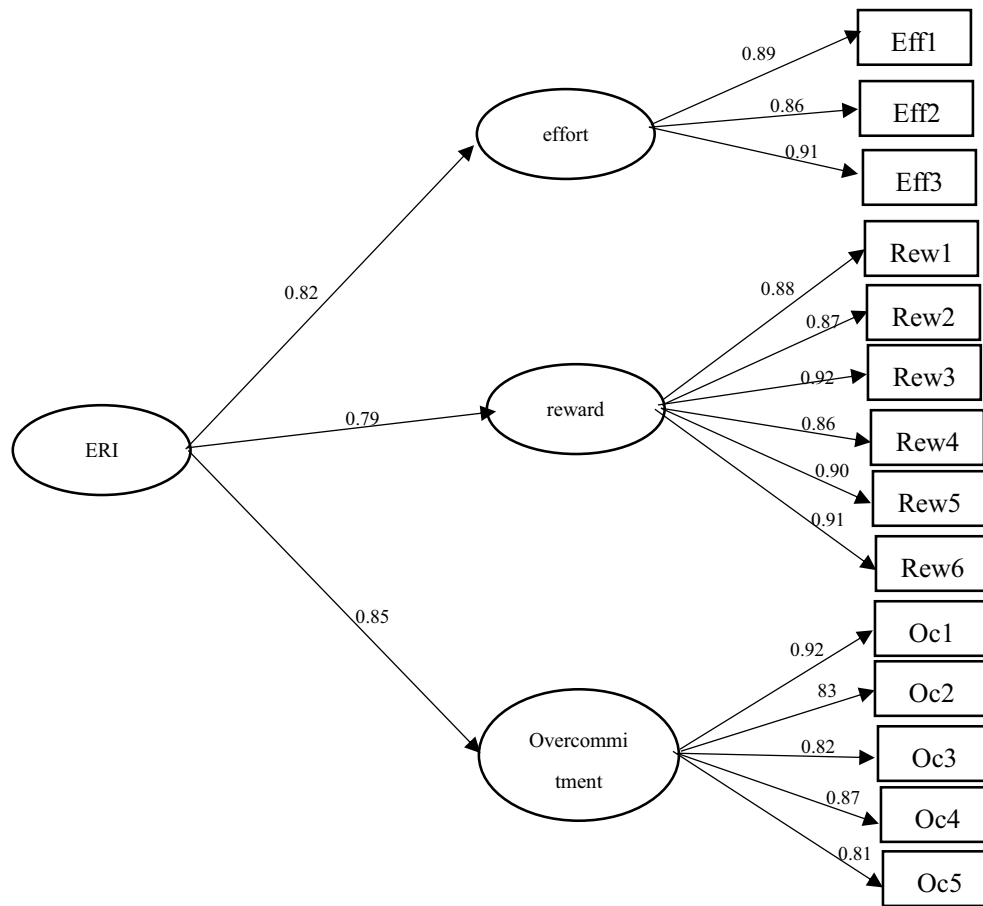 Eff1
0.89
Eff2
0.86
effort
0.91
Eff3
Rew1
0.88
0.82
Rew2
0.87
Rew3
0.92
reward
0.79
0.86
Rew4
ERI
0.90
Rew5
0.91
Rew6
0.85
Oc1
0.92
Oc2
83
Overcommi
tment
0.82
Oc3
0.87
Oc4
0.81
Oc5